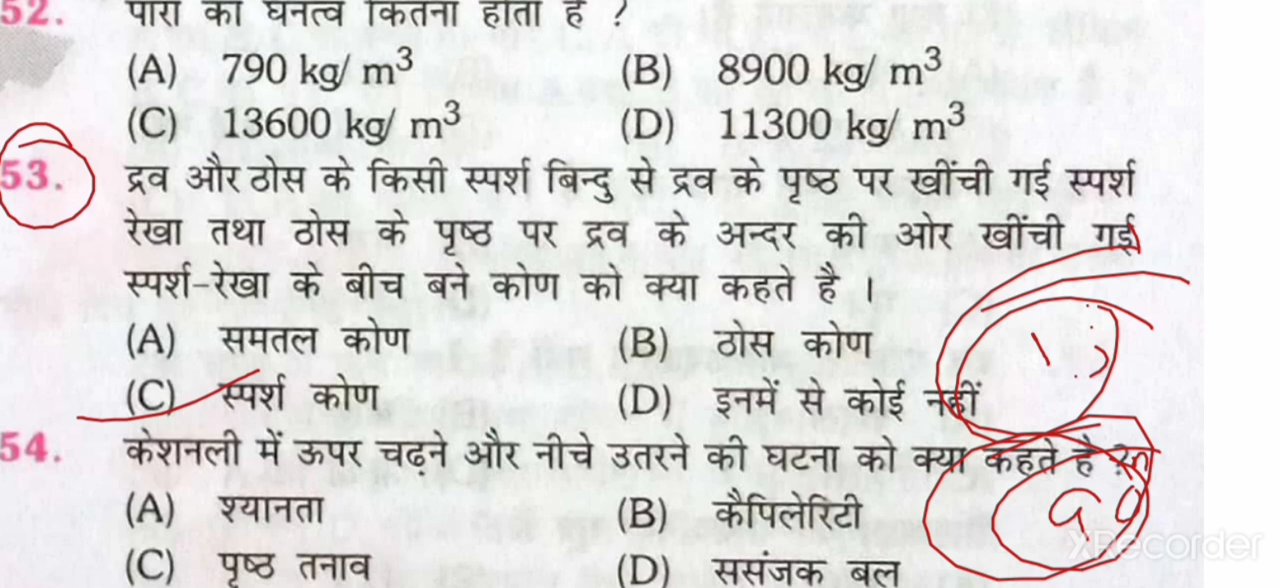 52. पारा का घनत्व कितना होता है ?
(A) 790 kg/ m³ (B) 8900 kg/ m³
(C) 13600 kg/ m³ (D) 11300 kg/ m³
53. द्रव और ठोस के किसी स्पर्श बिन्दु से द्रव के पृष्ठ पर खींची गई स्पर्श
रेखा तथा ठोस के पृष्ठ पर द्रव के अन्दर की ओर खींची गई
स्पर्श-रेखा के बीच बने कोण को क्या कहते है ।
(A) समतल कोण (B) ठोस कोण
(C) स्पर्श कोण (D) इनमें से कोई नहीं
54. केशनली में ऊपर चढ़ने और नीचे उतरने की घटना को क्या कहते है ?
(A) श्यानता (B) कैपिलेरिटी
(C) पृष्ठ तनाव (D) ससंजक बल
XRecorder